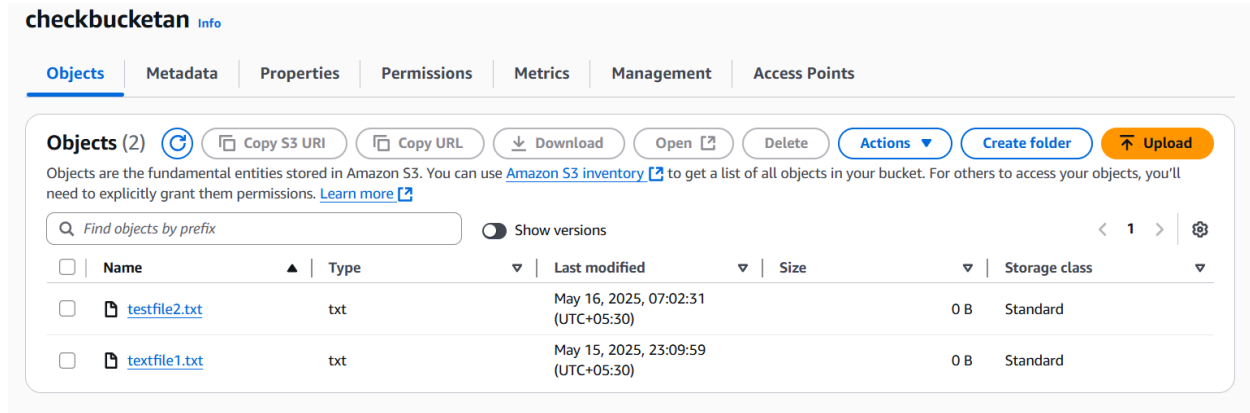 checkbucketan Info
Objects Metadata Properties Permissions Metrics Management Access Points
Objects (2) Copy S3 URI Copy URL Download Open Delete Actions Create folder Upload
Objects are the fundamental entities stored in Amazon S3. You can use Amazon S3 inventory to get a list of all objects in your bucket. For others to access your objects, you'll
need to explicitly grant them permissions. Learn more
Find objects by prefix Show versions 1
Name Type Last modified Size Storage class
testfile2.txt txt May 16, 2025, 07:02:31 (UTC+05:30) 0 B Standard
textfile1.txt txt May 15, 2025, 23:09:59 (UTC+05:30) 0 B Standard